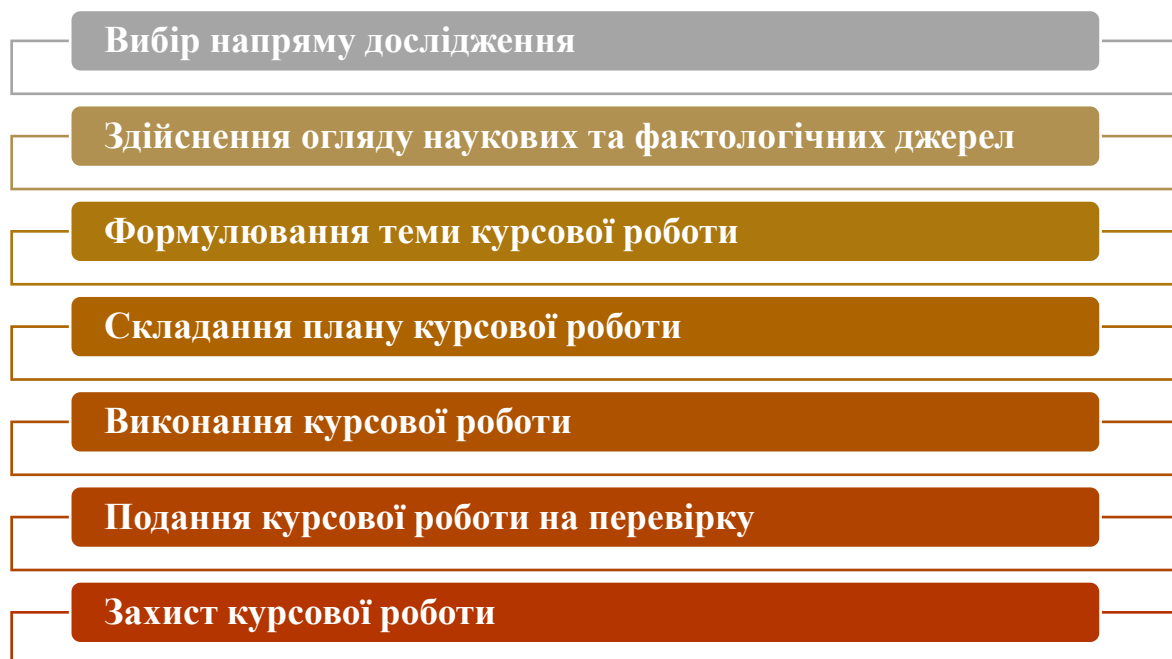 Вибір напряму дослідження
Здійснення огляду наукових та фактологічних джерел
Формулювання теми курсової роботи
Складання плану курсової роботи
Виконання курсової роботи
Подання курсової роботи на перевірку
Захист курсової роботи